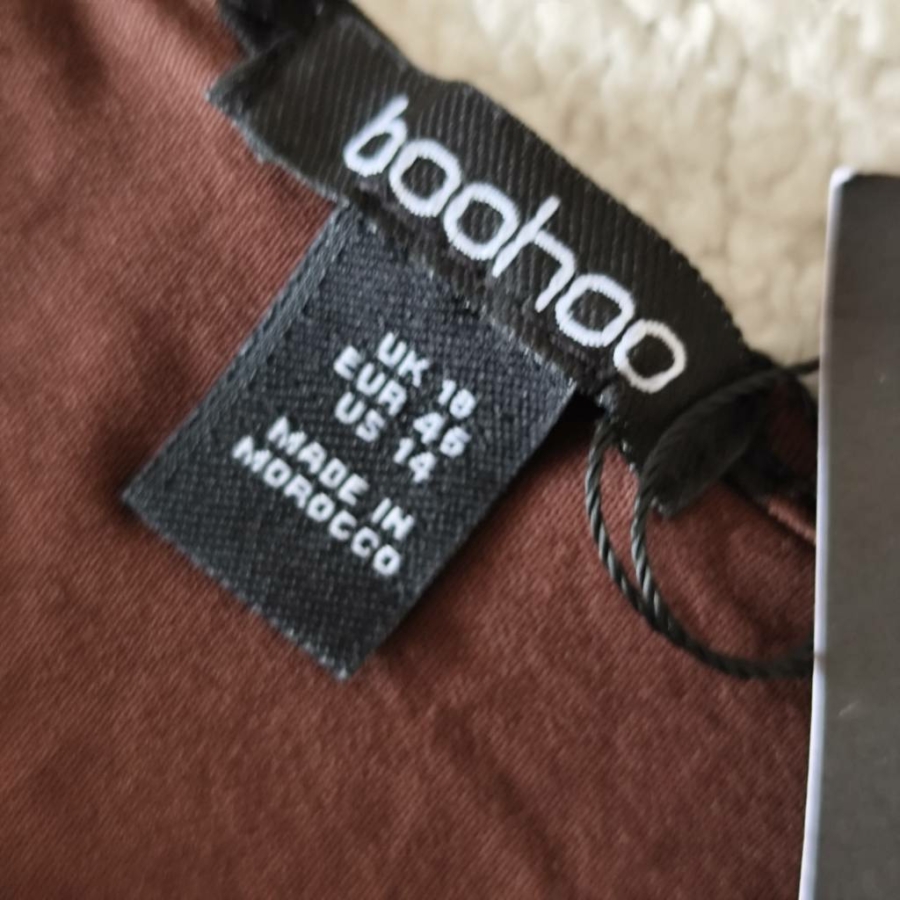 boohoo
UK 18
EUR 46
US 14
MADE IN
MOROCCO